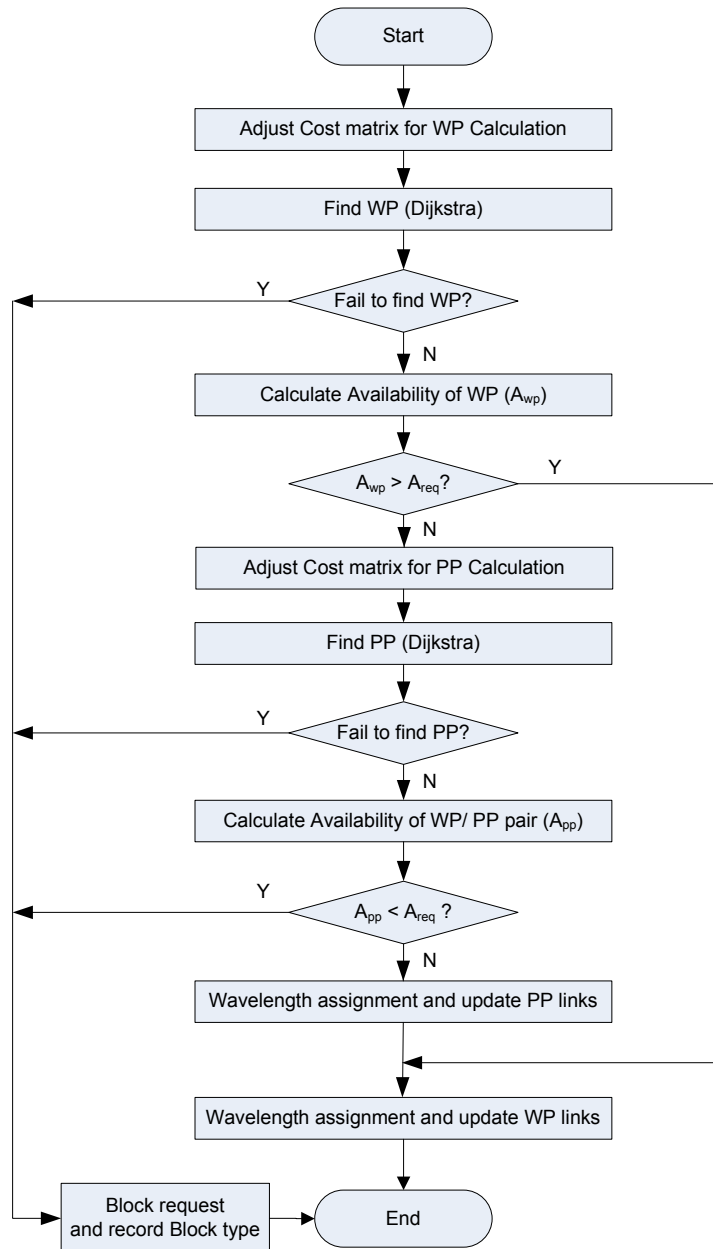 Start
Adjust Cost matrix for WP Calculation
Find WP (Dijkstra)
Y
Fail to find WP?
N
Calculate Availability of WP (Awp)
Awp > Areq?
Y
N
Adjust Cost matrix for PP Calculation
Find PP (Dijkstra)
Y
Fail to find PP?
N
Calculate Availability of WP/ PP pair (App)
Y
App < Areq ?
N
Wavelength assignment and update PP links
Wavelength assignment and update WP links
Block request
and record Block type
End